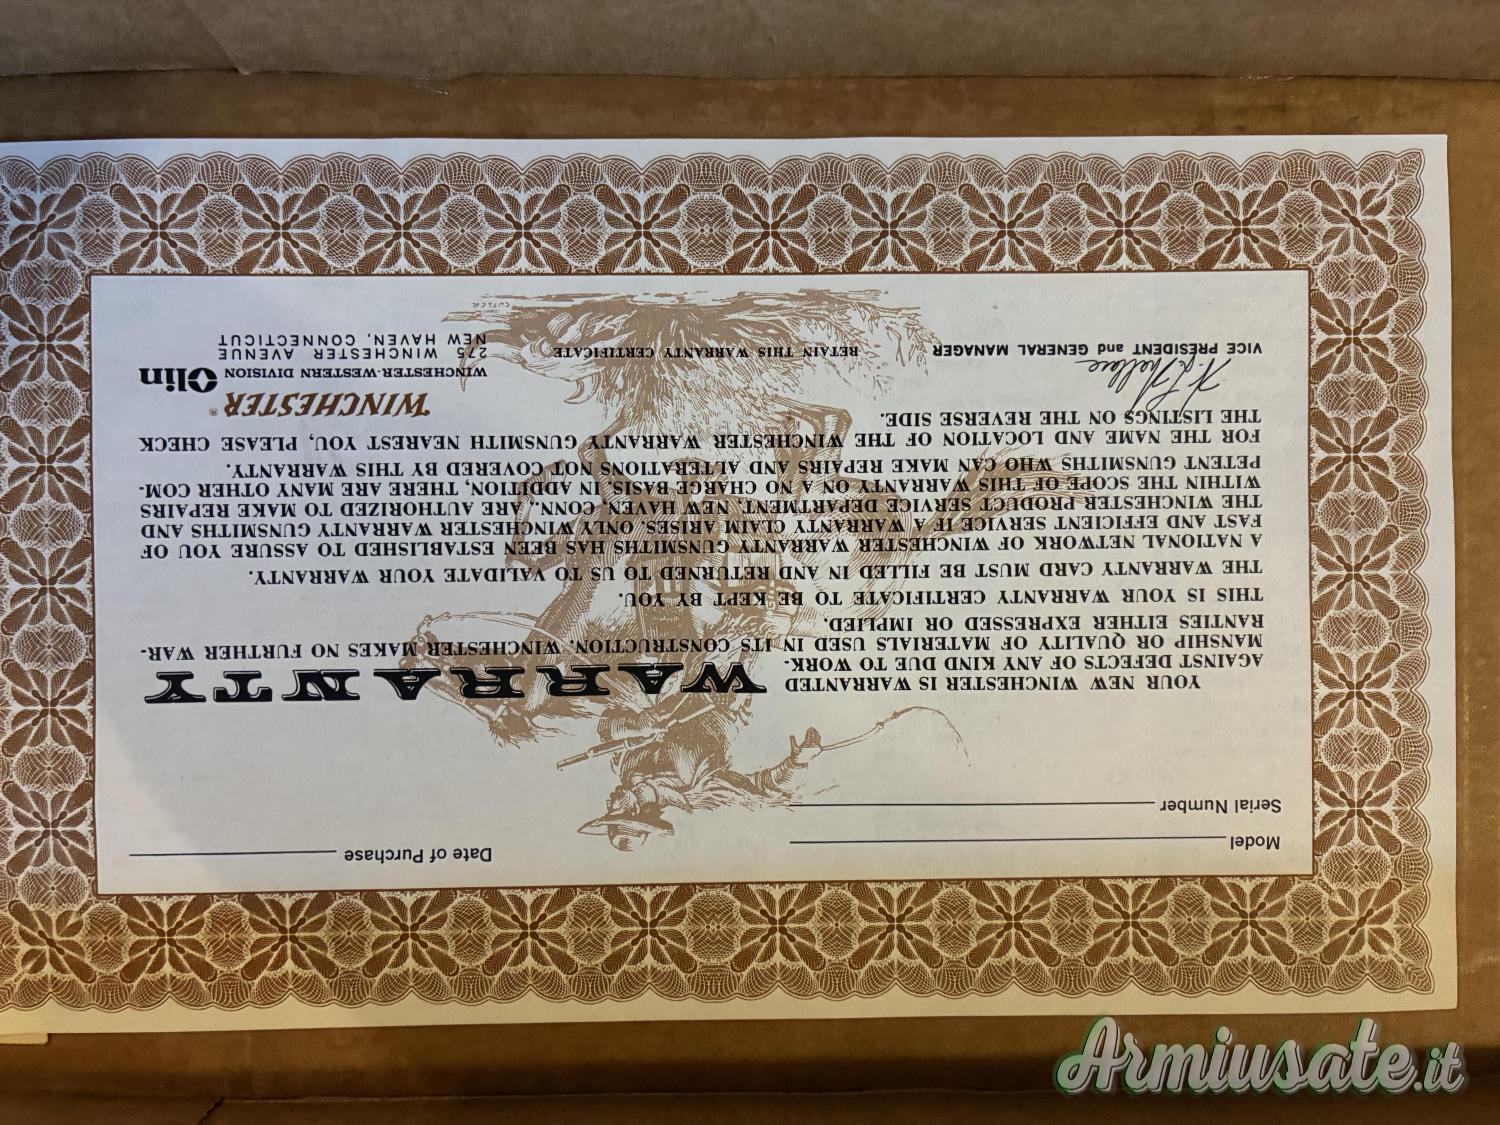 Model
Serial Number
Date of Purchase
WARRANTY
YOUR NEW WINCHESTER IS WARRANTED
AGAINST DEFECTS OF ANY KIND DUE TO WORK-
MANSHIP OR QUALITY OF MATERIALS USED IN ITS CONSTRUCTION. WINCHESTER MAKES NO FURTHER WAR-
RANTIES EITHER EXPRESSED OR IMPLIED.
THIS IS YOUR WARRANTY CERTIFICATE TO BE KEPT BY YOU.
THE WARRANTY CARD MUST BE FILLED IN AND RETURNED TO US TO VALIDATE YOUR WARRANTY.
A NATIONAL NETWORK OF WINCHESTER WARRANTY GUNSMITHS HAS BEEN ESTABLISHED TO ASSURE YOU OF
FAST AND EFFICIENT SERVICE IF A WARRANTY CLAIM ARISES. ONLY WINCHESTER WARRANTY GUNSMITHS AND
THE WINCHESTER PRODUCT SERVICE DEPARTMENT, NEW HAVEN, CONN., ARE AUTHORIZED TO MAKE REPAIRS
WITHIN THE SCOPE OF THIS WARRANTY ON A NO CHARGE BASIS. IN ADDITION, THERE ARE MANY OTHER COM-
PETENT GUNSMITHS WHO CAN MAKE REPAIRS AND ALTERATIONS NOT COVERED BY THIS WARRANTY.
FOR THE NAME AND LOCATION OF THE WINCHESTER WARRANTY GUNSMITH NEAREST YOU, PLEASE CHECK
THE LISTINGS ON THE REVERSE SIDE.
VICE PRESIDENT and GENERAL MANAGER
RETAIN THIS WARRANTY CERTIFICATE
WINCHESTER®
WINCHESTER-WESTERN DIVISION Olin
275 WINCHESTER AVENUE
NEW HAVEN, CONNECTICUT
CUTLER
Armiusate.it